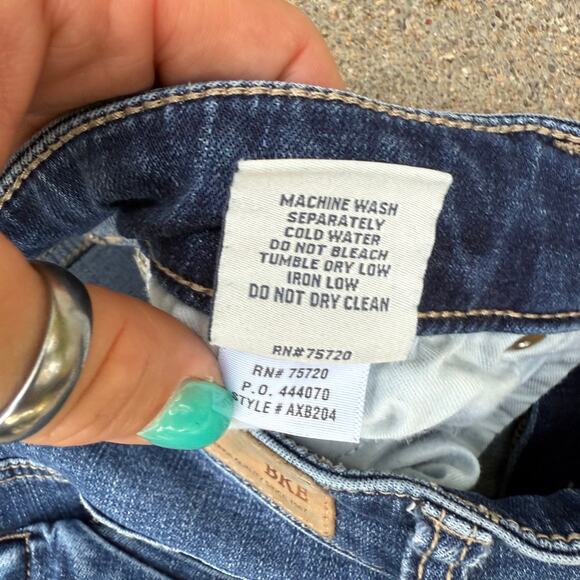 MACHINE WASH
SEPARATELY
COLD WATER
DO NOT BLEACH
TUMBLE DRY LOW
IRON LOW
DO NOT DRY CLEAN
RN#75720
RN# 75720
P.O. 444070
STYLE # AXB204
BKE